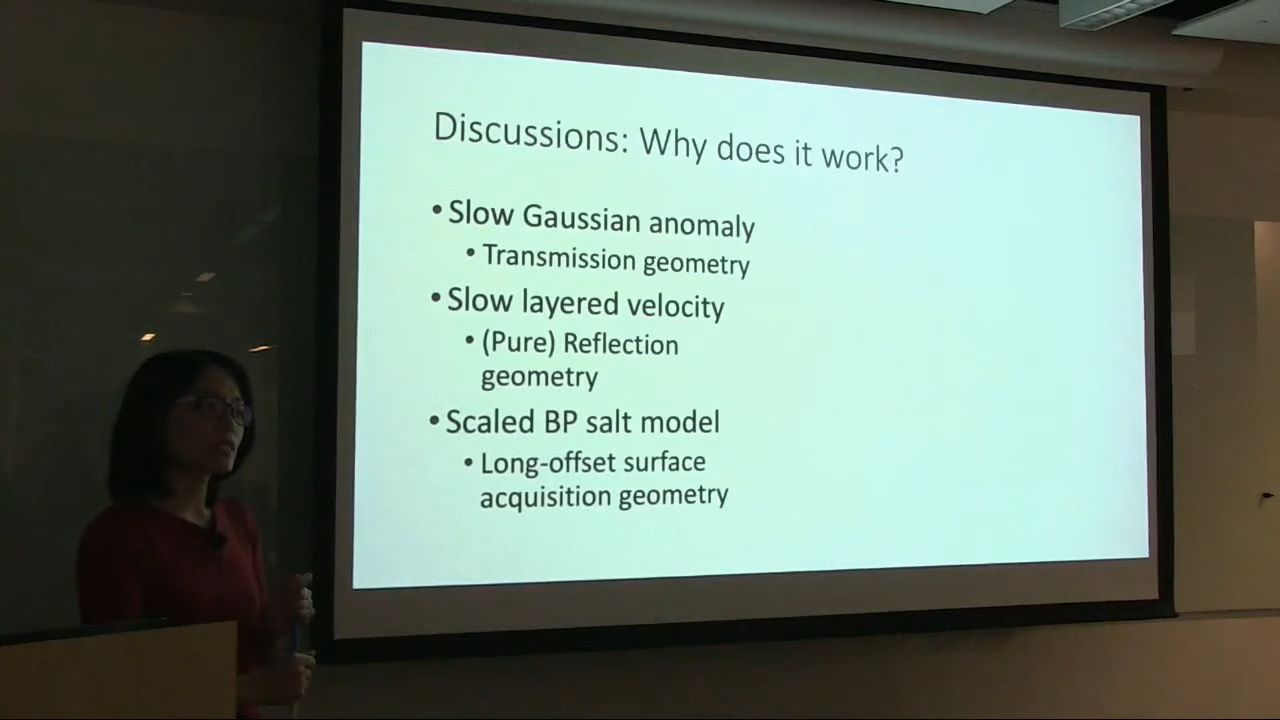 Discussions: Why does it work?
• Slow Gaussian anomaly
• Transmission geometry
• Slow layered velocity
• (Pure) Reflection
geometry
• Scaled BP salt model
• Long-offset surface
acquisition geometry